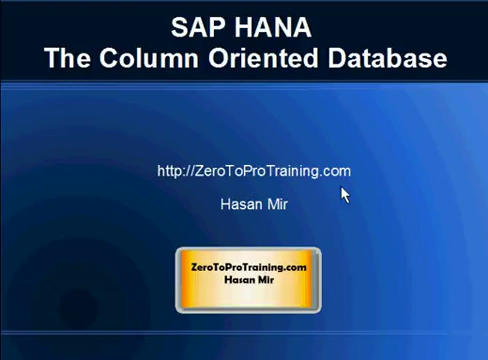 SAP HANA
The Column Oriented Database
http://ZeroToProTraining.com
Hasan Mir
ZeroToProTraining.com
Hasan Mir